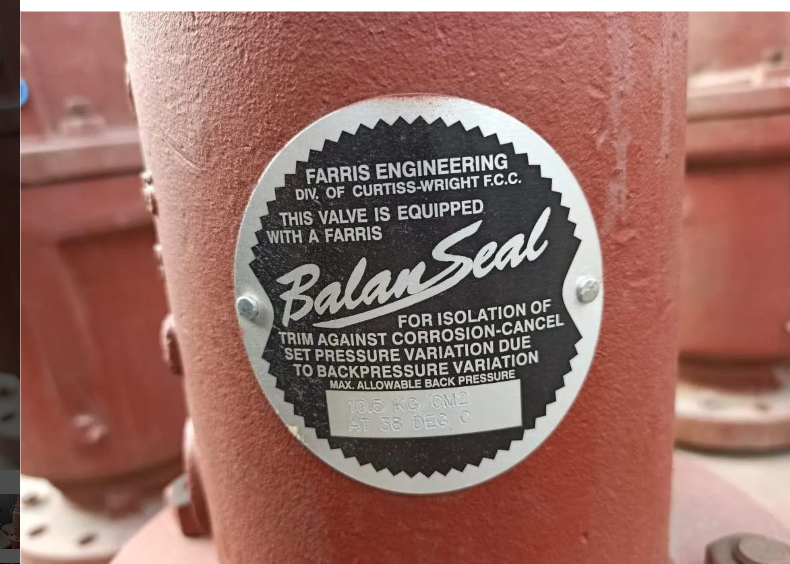 FARRIS ENGINEERING
DIV. OF CURTISS-WRIGHT F.C.C.
THIS VALVE IS EQUIPPED
WITH A FARRIS
BalanSeal
FOR ISOLATION OF
TRIM AGAINST CORROSION-CANCEL
SET PRESSURE VARIATION DUE
TO BACKPRESSURE VARIATION
MAX. ALLOWABLE BACK PRESSURE
10.5 KG /CM2
AT 38 DEG C